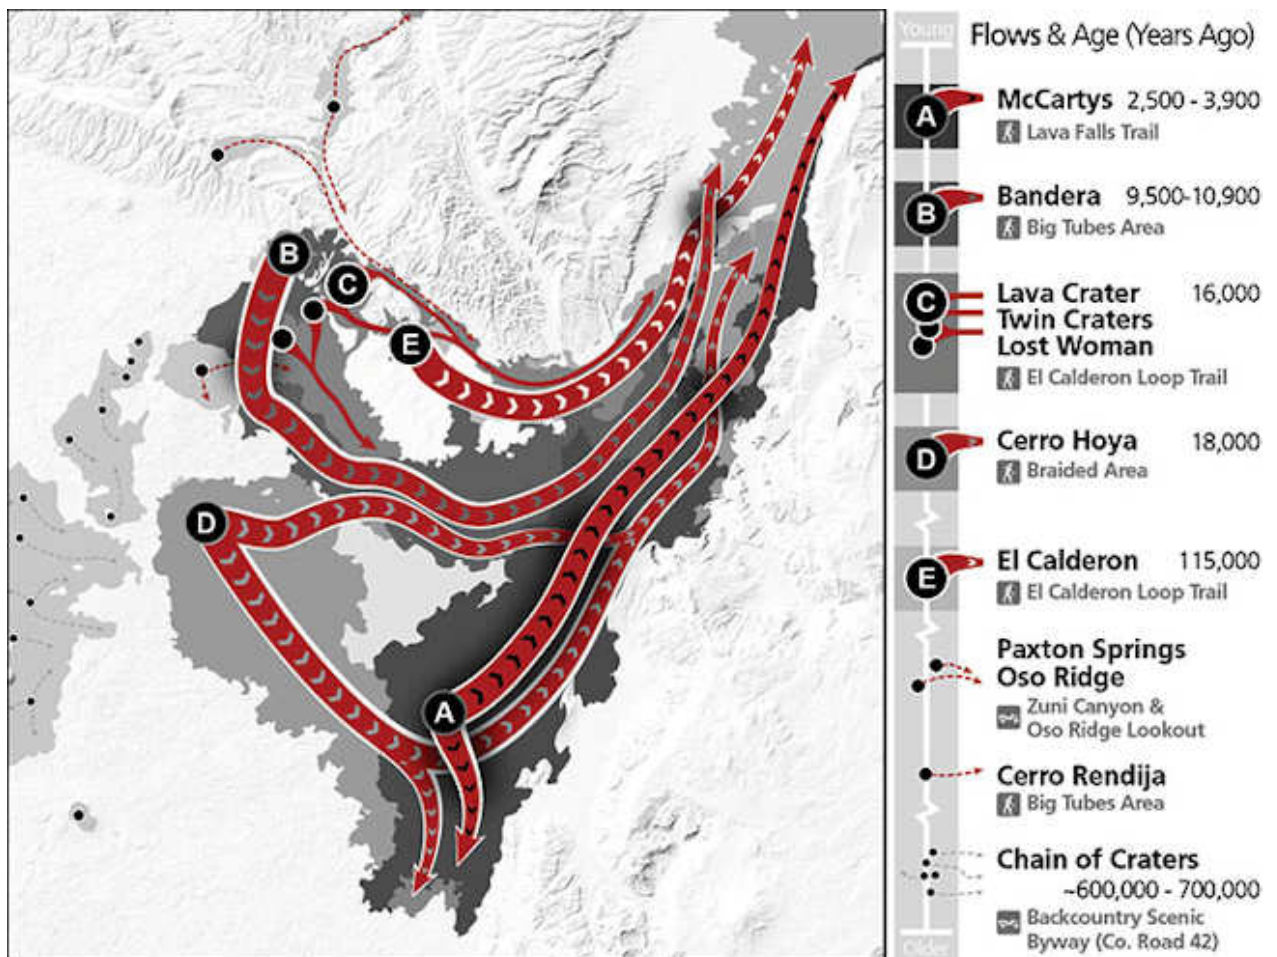 B
C
E
D
A
Young
Flows & Age (Years Ago)
A
McCartys 2,500 - 3,900
Lava Falls Trail
B
Bandera 9,500-10,900
Big Tubes Area
C
Lava Crater 16,000
Twin Craters
Lost Woman
El Calderon Loop Trail
D
Cerro Hoya 18,000
Braided Area
E
El Calderon 115,000
El Calderon Loop Trail
Paxton Springs
Oso Ridge
Zuni Canyon &
Oso Ridge Lookout
Cerro Rendija
Big Tubes Area
Chain of Craters
~600,000 - 700,000
Backcountry Scenic
Byway (Co. Road 42)
Older